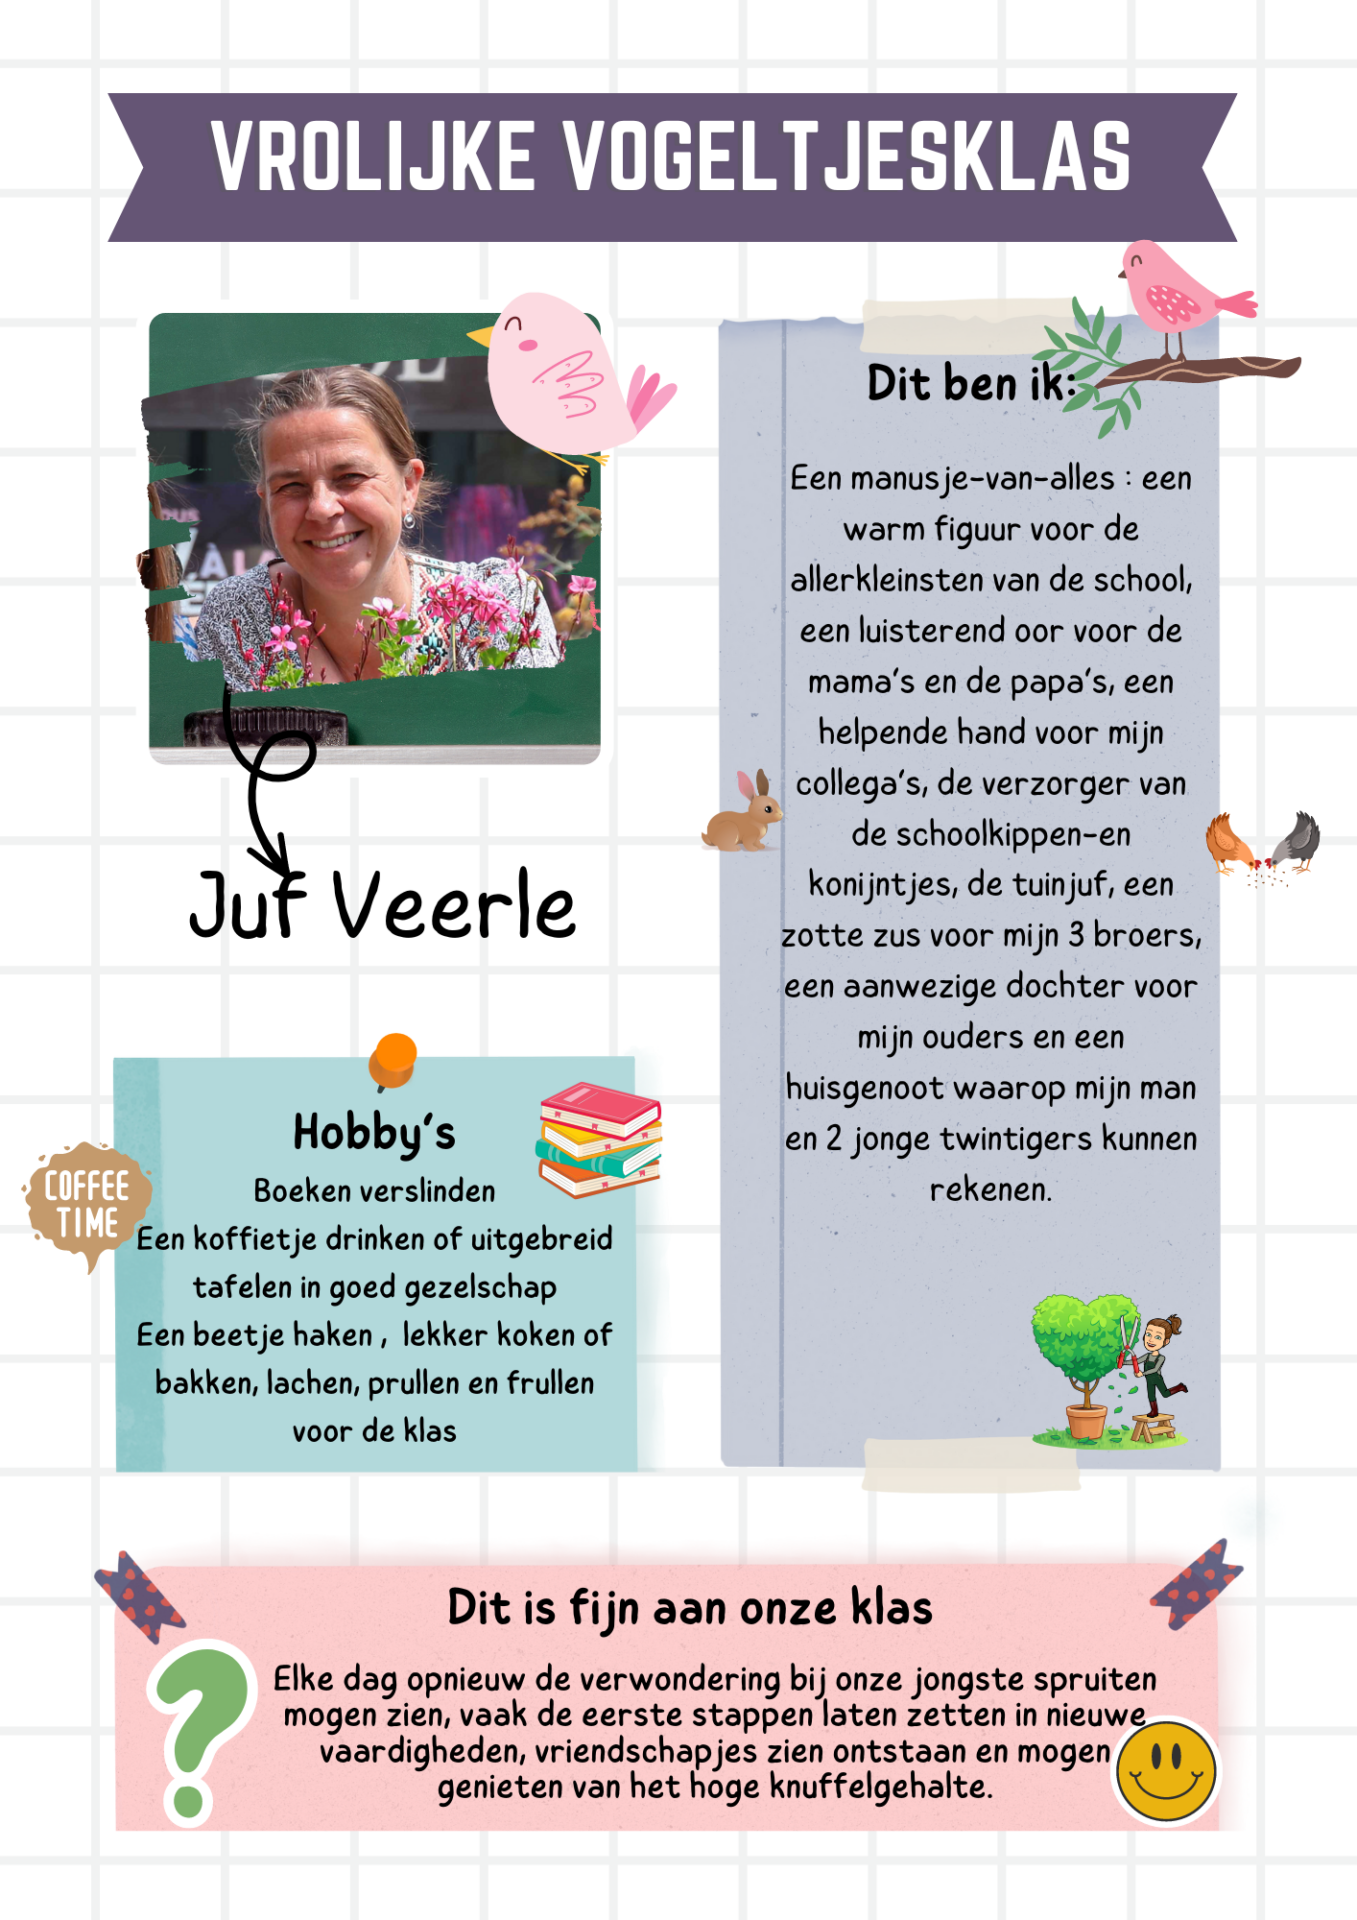 VROLIJKE VOGELTJESKLAS
Juf Veerle
Dit ben ik:
Een manusje-van-alles : een
warm figuur voor de
allerkleinsten van de school,
een luisterend oor voor de
mama's en de papa's, een
helpende hand voor mijn
collega's, de verzorger van
de schoolkippen-en
konijntjes, de tuinjuf, een
zotte zus voor mijn 3 broers,
een aanwezige dochter voor
mijn ouders en een
huisgenoot waarop mijn man
en 2 jonge twintigers kunnen
rekenen.
Hobby's
COFFEE
TIME
Boeken verslinden
Een koffietje drinken of uitgebreid
tafelen in goed gezelschap
Een beetje haken , lekker koken of
bakken, lachen, prullen en frullen
voor de klas
Dit is fijn aan onze klas
Elke dag opnieuw de verwondering bij onze jongste spruiten
mogen zien, vaak de eerste stappen laten zetten in nieuwe
vaardigheden, vriendschapjes zien ontstaan en mogen
genieten van het hoge knuffelgehalte.